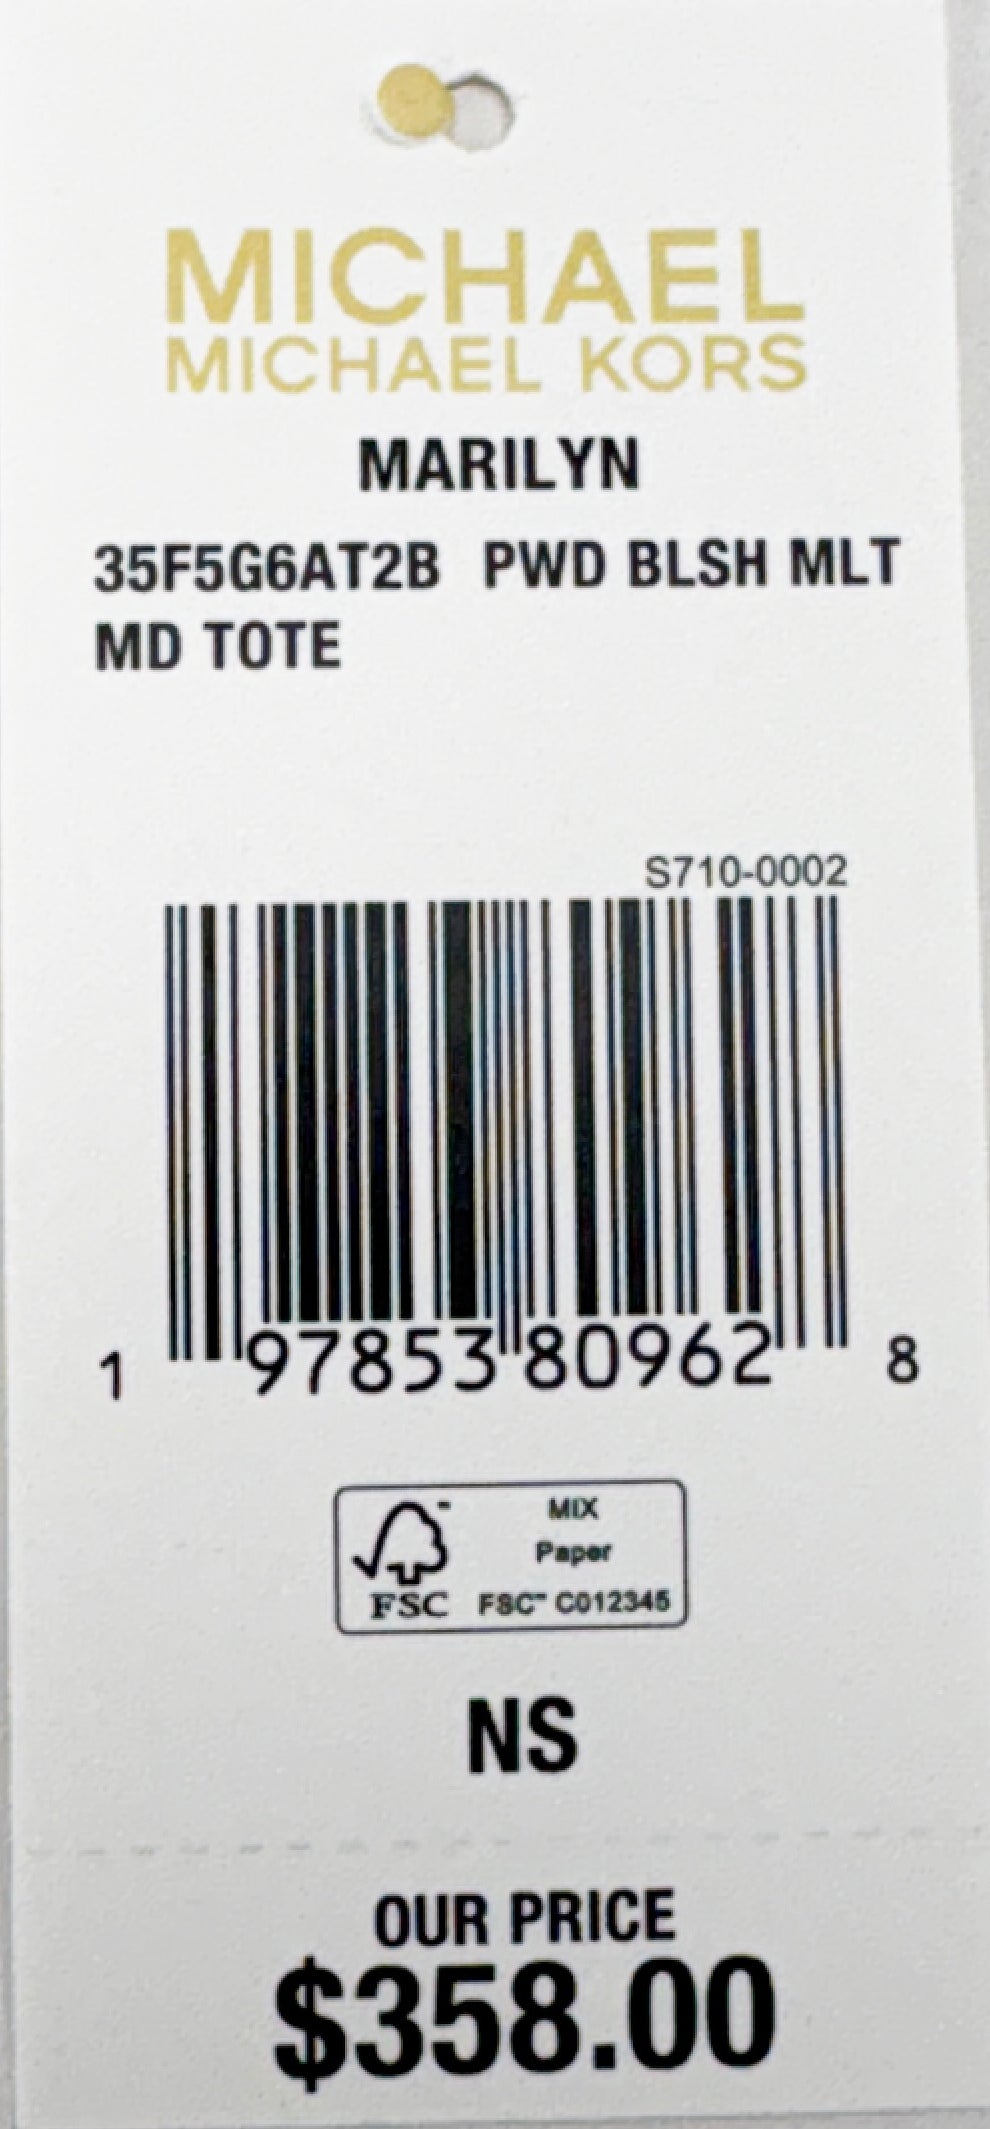 MICHAEL
MICHAEL KORS
MARILYN
35F5G6AT2B PWD BLSH MLT
MD TOTE
S710-0002
1 97853 80962 8
FSC
MIX
Paper
FSC™ C012345
NS
OUR PRICE
$358.00